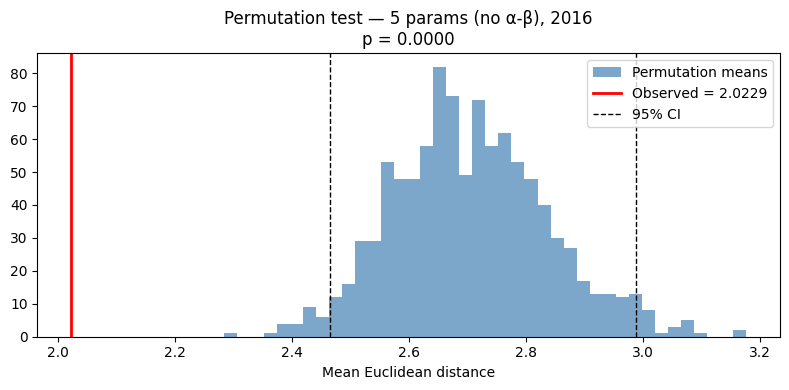 Permutation test — 5 params (no α-β), 2016
p = 0.0000
Permutation means
Observed = 2.0229
95% CI
80
70
60
50
40
30
20
10
0
2.0 2.2 2.4 2.6 2.8 3.0 3.2
Mean Euclidean distance